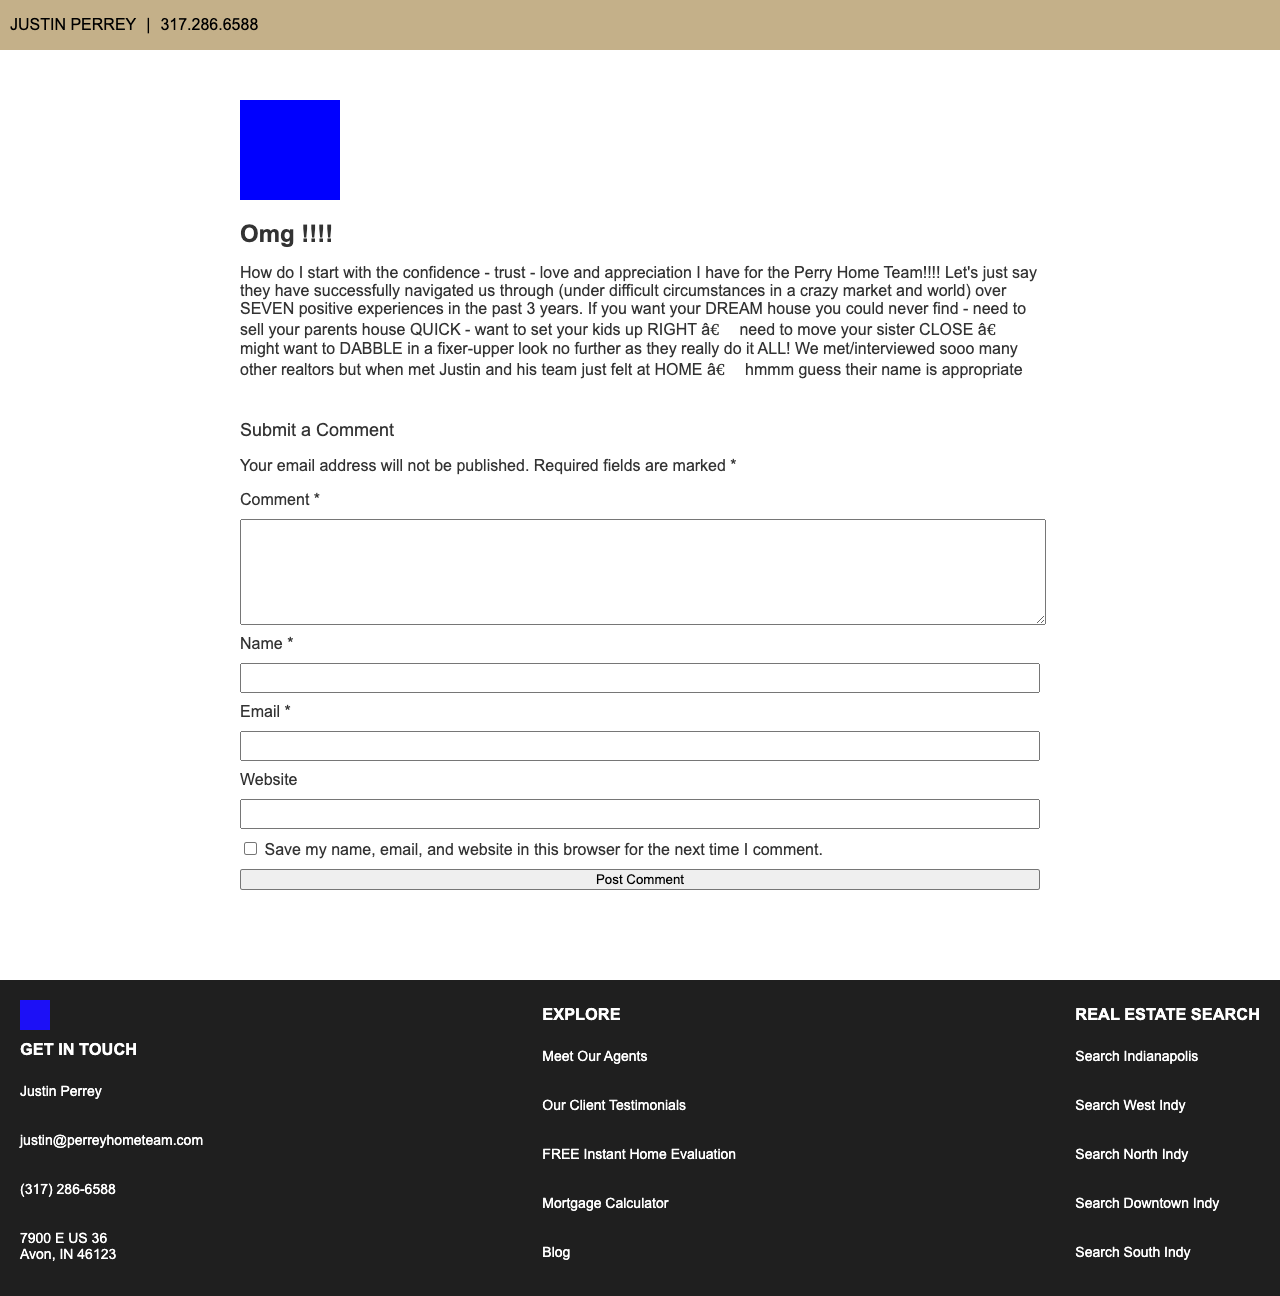 JUSTIN PERREY | 317.286.6588
Omg !!!!
How do I start with the confidence - trust - love and appreciation I have for the Perry Home Team!!!! Let's just say
they have successfully navigated us through (under difficult circumstances in a crazy market and world) over
SEVEN positive experiences in the past 3 years. If you want your DREAM house you could never find - need to
sell your parents house QUICK - want to set your kids up RIGHT â€ need to move your sister CLOSE â€
might want to DABBLE in a fixer-upper look no further as they really do it ALL! We met/interviewed sooo many
other realtors but when met Justin and his team just felt at HOME â€ hmmm guess their name is appropriate
Submit a Comment
Your email address will not be published. Required fields are marked *
Comment *
Name *
Email *
Website
Save my name, email, and website in this browser for the next time I comment.
Post Comment
GET IN TOUCH
Justin Perrey
justin@perreyhometeam.com
(317) 286-6588
7900 E US 36
Avon, IN 46123
EXPLORE
Meet Our Agents
Our Client Testimonials
FREE Instant Home Evaluation
Mortgage Calculator
Blog
REAL ESTATE SEARCH
Search Indianapolis
Search West Indy
Search North Indy
Search Downtown Indy
Search South Indy